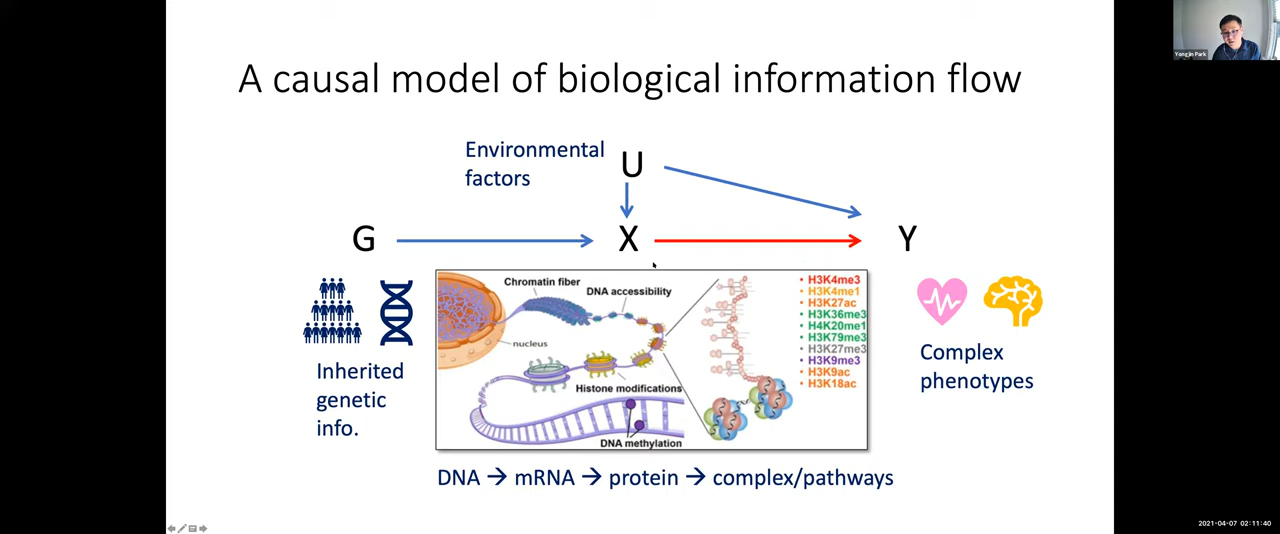 Yongjin Park
A causal model of biological information flow
Environmental
factors
U
G
X
Y
Chromatin fiber
DNA accessibility
nucleus
Histone modifications
DNA methylation
• H3K4me3
• H3K4me1
• H3K27ac
• H3K36me3
• H4K20me1
• H3K79me3
• H3K27me3
• H3K9me3
• H3K9ac
• H3K18ac
Inherited
genetic
info.
Complex
phenotypes
DNA → mRNA → protein → complex/pathways
2021-04-07 02:11:40